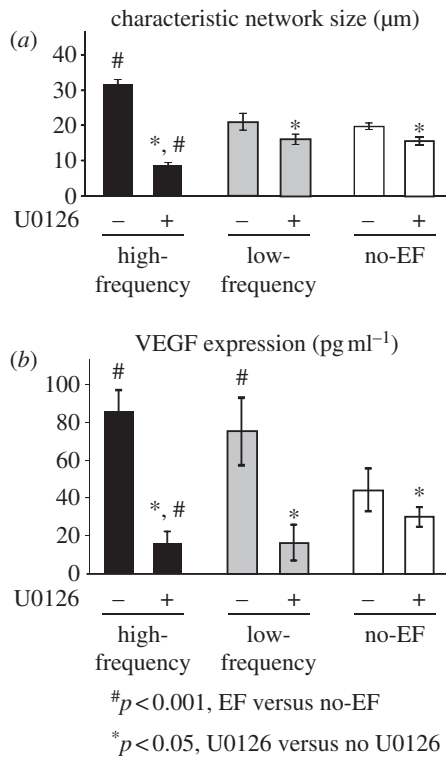 characteristic network size (µm)
(a)
40
30
20
10
0
#
*, #
*
*
U0126 – + – + – +
high-
frequency
low-
frequency
no-EF
VEGF expression (pg ml⁻¹)
(b)
100
80
60
40
20
0
#
*, #
#
*
*
U0126 – + – + – +
high-
frequency
low-
frequency
no-EF
#p<0.001, EF versus no-EF
*p<0.05, U0126 versus no U0126